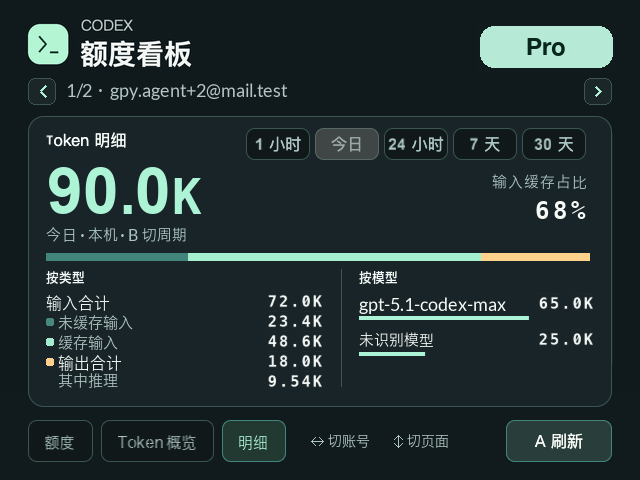 CODEX
额度看板
Pro
1/2 · gpy.agent+2@mail.test
Token 明细
1 小时
今日
24 小时
7 天
30 天
90.0K
输入缓存占比
68%
今日·本机·B 切周期
按类型
输入合计 72.0K
未缓存输入 23.4K
缓存输入 48.6K
输出合计 18.0K
其中推理 9.54K
按模型
gpt-5.1-codex-max 65.0K
未识别模型 25.0K
额度
Token 概览
明细
↔ 切账号
↕ 切页面
A 刷新